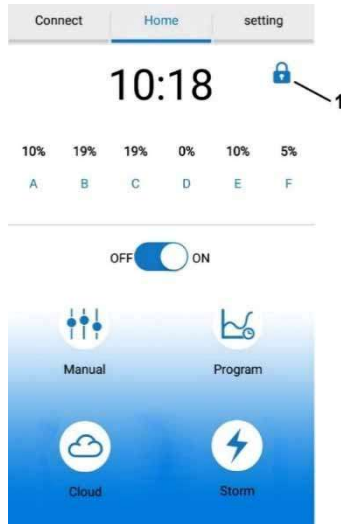 Connect Home setting
10:18
1
10% 19% 19% 0% 10% 5%
A B C D E F
OFF ON
Manual Program
Cloud Storm